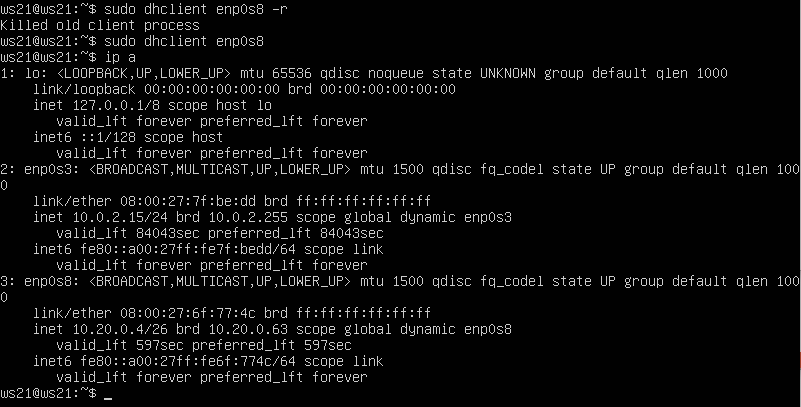 ws21@ws21:~$ sudo dhclient enp0s8 -r
Killed old client process
ws21@ws21:~$ sudo dhclient enp0s8
ws21@ws21:~$ ip a
1: lo: <LOOPBACK,UP,LOWER_UP> mtu 65536 qdisc noqueue state UNKNOWN group default qlen 1000
    link/loopback 00:00:00:00:00:00 brd 00:00:00:00:00:00
    inet 127.0.0.1/8 scope host lo
       valid_lft forever preferred_lft forever
    inet6 ::1/128 scope host
       valid_lft forever preferred_lft forever
2: enp0s3: <BROADCAST,MULTICAST,UP,LOWER_UP> mtu 1500 qdisc fq_codel state UP group default qlen 100
0
    link/ether 08:00:27:7f:be:dd brd ff:ff:ff:ff:ff:ff
    inet 10.0.2.15/24 brd 10.0.2.255 scope global dynamic enp0s3
       valid_lft 84043sec preferred_lft 84043sec
    inet6 fe80::a00:27ff:fe7f:bedd/64 scope link
       valid_lft forever preferred_lft forever
3: enp0s8: <BROADCAST,MULTICAST,UP,LOWER_UP> mtu 1500 qdisc fq_codel state UP group default qlen 100
0
    link/ether 08:00:27:6f:77:4c brd ff:ff:ff:ff:ff:ff
    inet 10.20.0.4/26 brd 10.20.0.63 scope global dynamic enp0s8
       valid_lft 597sec preferred_lft 597sec
    inet6 fe80::a00:27ff:fe6f:774c/64 scope link
       valid_lft forever preferred_lft forever
ws21@ws21:~$ _